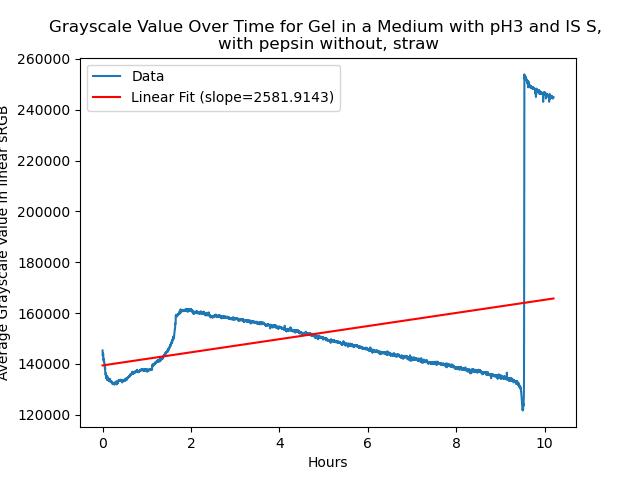 Grayscale Value Over Time for Gel in a Medium with pH3 and IS S,
with pepsin without, straw
Data
Linear Fit (slope=2581.9143)
260000
240000
220000
200000
180000
160000
140000
120000
Average Grayscale Value in linear sRGB
0 2 4 6 8 10
Hours